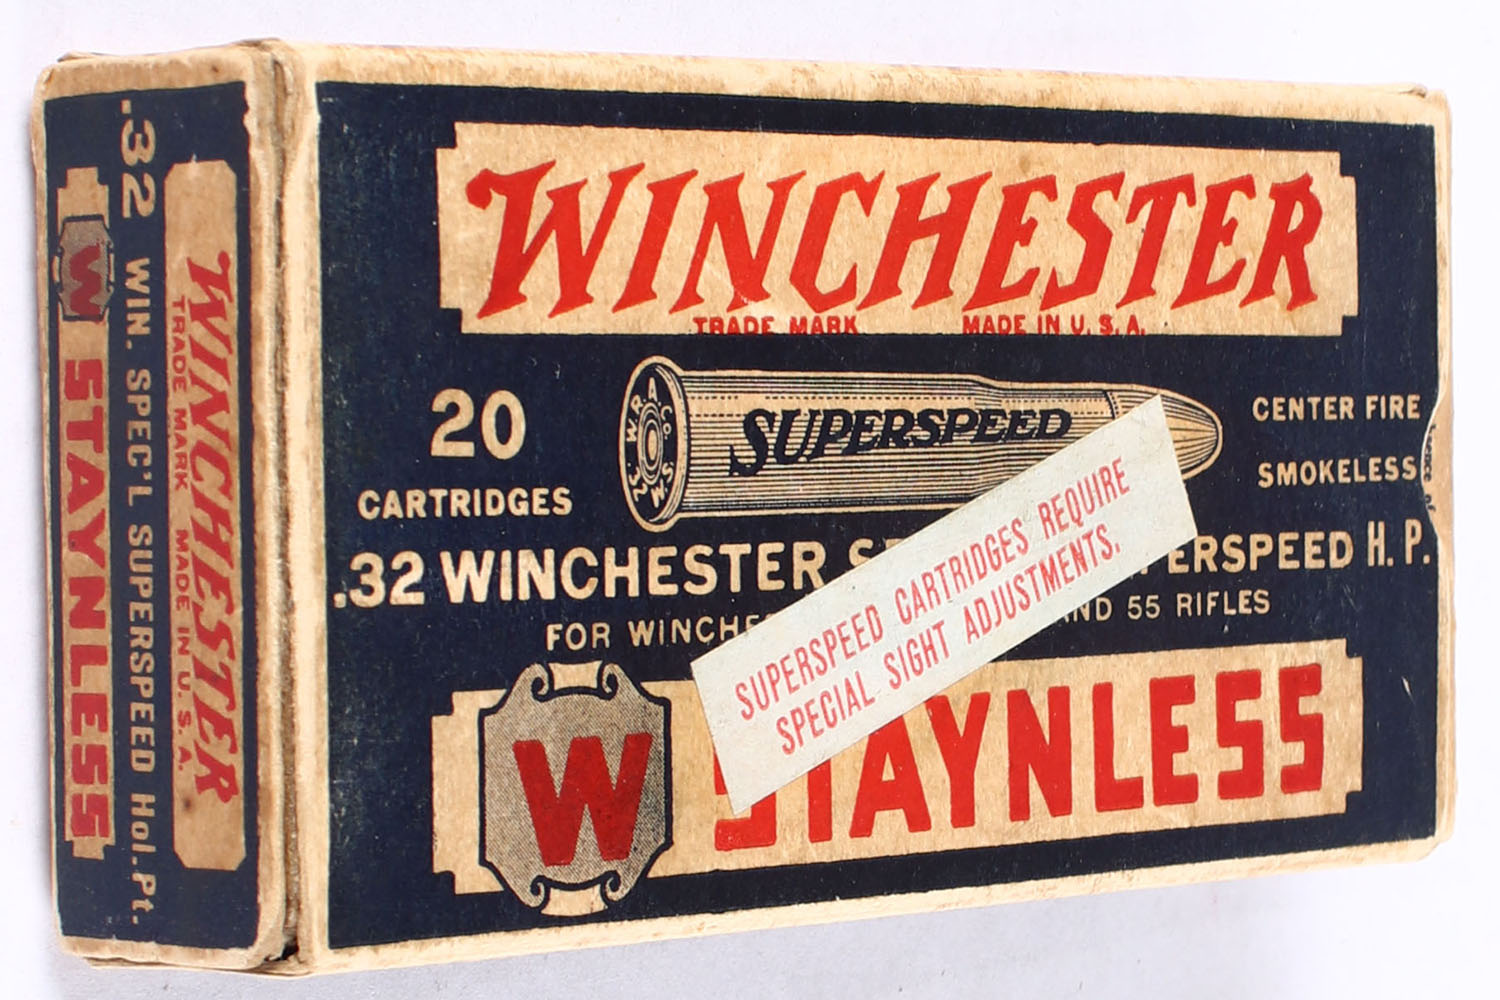 WINCHESTER
TRADE MARK MADE IN U. S. A.
20
CARTRIDGES
W.R.A.Co.
.32 W.S.
SUPERSPEED
CENTER FIRE
SMOKELESS
.32 WINCHESTER SUPERSPEED H. P.
FOR WINCHE AND 55 RIFLES
SUPERSPEED CARTRIDGES REQUIRE
SPECIAL SIGHT ADJUSTMENTS.
W STAYNLESS
WINCHESTER
TRADE MARK MADE IN U. S. A.
.32 WIN. SPEC'L SUPERSPEED HOL.PT.
W STAYNLESS